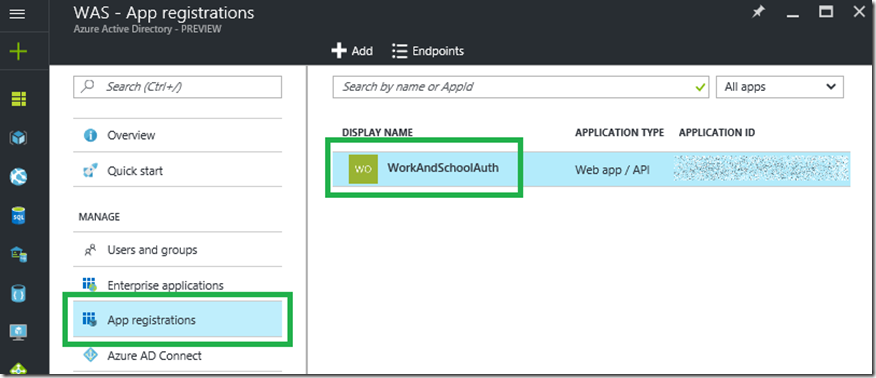 WAS - App registrations
Azure Active Directory - PREVIEW
Add Endpoints
Search (Ctrl+/)
Search by name or AppId All apps
Overview
DISPLAY NAME APPLICATION TYPE APPLICATION ID
Quick start
WO WorkAndSchoolAuth Web app / API
MANAGE
Users and groups
Enterprise applications
App registrations
Azure AD Connect
SQL